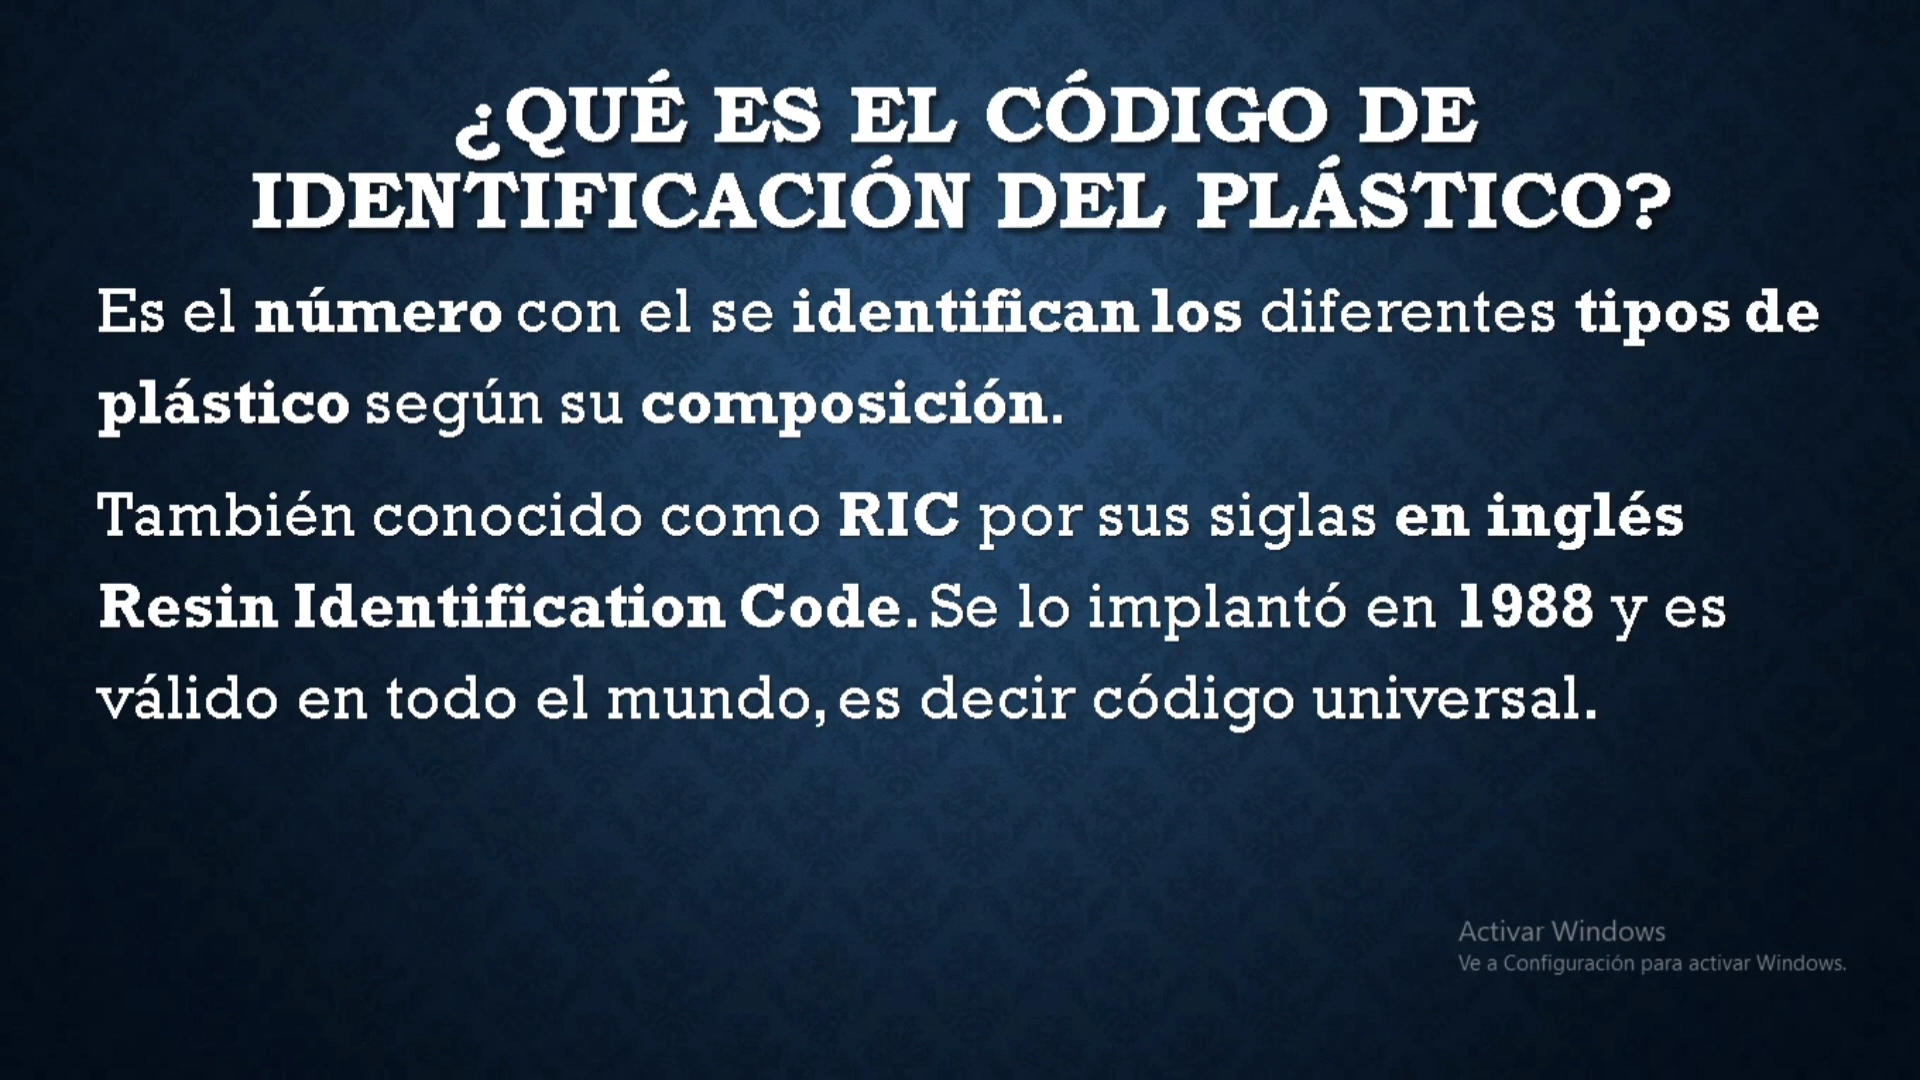 ¿QUÉ ES EL CÓDIGO DE
IDENTIFICACIÓN DEL PLÁSTICO?
Es el número con el se identifican los diferentes tipos de
plástico según su composición.
También conocido como RIC por sus siglas en inglés
Resin Identification Code. Se lo implantó en 1988 y es
válido en todo el mundo, es decir código universal.
Activar Windows
Ve a Configuración para activar Windows.